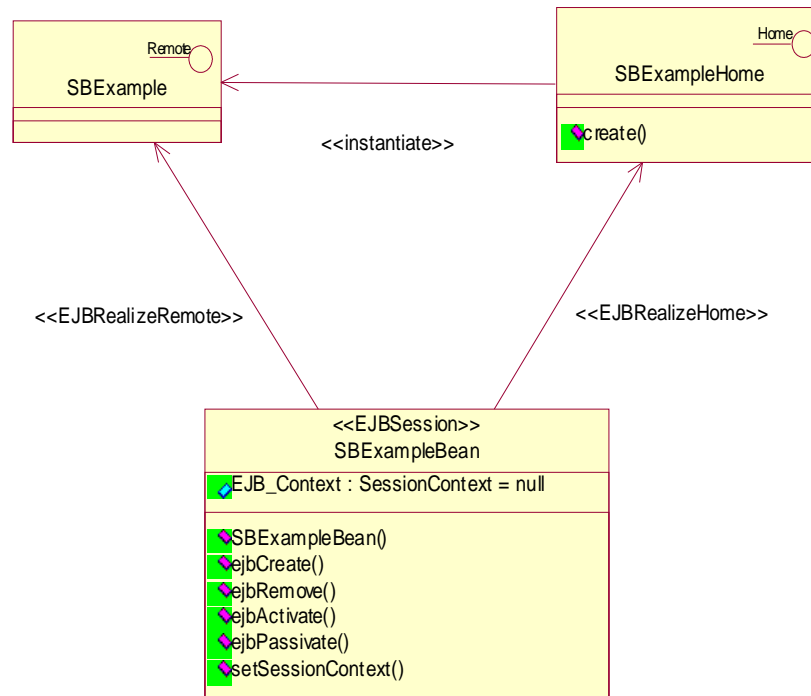 Remote
SBExample
Home
SBExampleHome
create()
<<instantiate>>
<<EJBRealizeRemote>>
<<EJBRealizeHome>>
<<EJBSession>>
SBExampleBean
EJB_Context : SessionContext = null
SBExampleBean()
ejbCreate()
ejbRemove()
ejbActivate()
ejbPassivate()
setSessionContext()